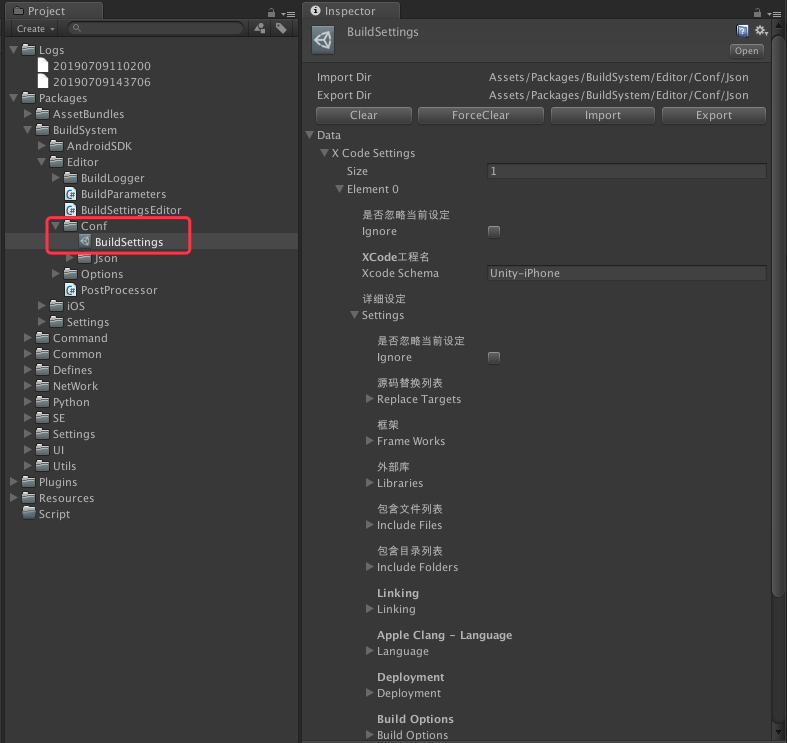 Project
Create
Logs
20190709110200
20190709143706
Packages
AssetBundles
BuildSystem
AndroidSDK
Editor
BuildLogger
BuildParameters
BuildSettingsEditor
Conf
BuildSettings
Json
Options
PostProcessor
iOS
Settings
Command
Common
Defines
NetWork
Python
SE
Settings
UI
Utils
Plugins
Resources
Script
Inspector
BuildSettings
Open
Import Dir Assets/Packages/BuildSystem/Editor/Conf/Json
Export Dir Assets/Packages/BuildSystem/Editor/Conf/Json
Clear ForceClear Import Export
Data
X Code Settings
Size 1
Element 0
是否忽略当前设定
Ignore
XCode工程名
Xcode Schema Unity-iPhone
详细设定
Settings
是否忽略当前设定
Ignore
源码替换列表
Replace Targets
框架
Frame Works
外部库
Libraries
包含文件列表
Include Files
包含目录列表
Include Folders
Linking
Linking
Apple Clang - Language
Language
Deployment
Deployment
Build Options
Build Options